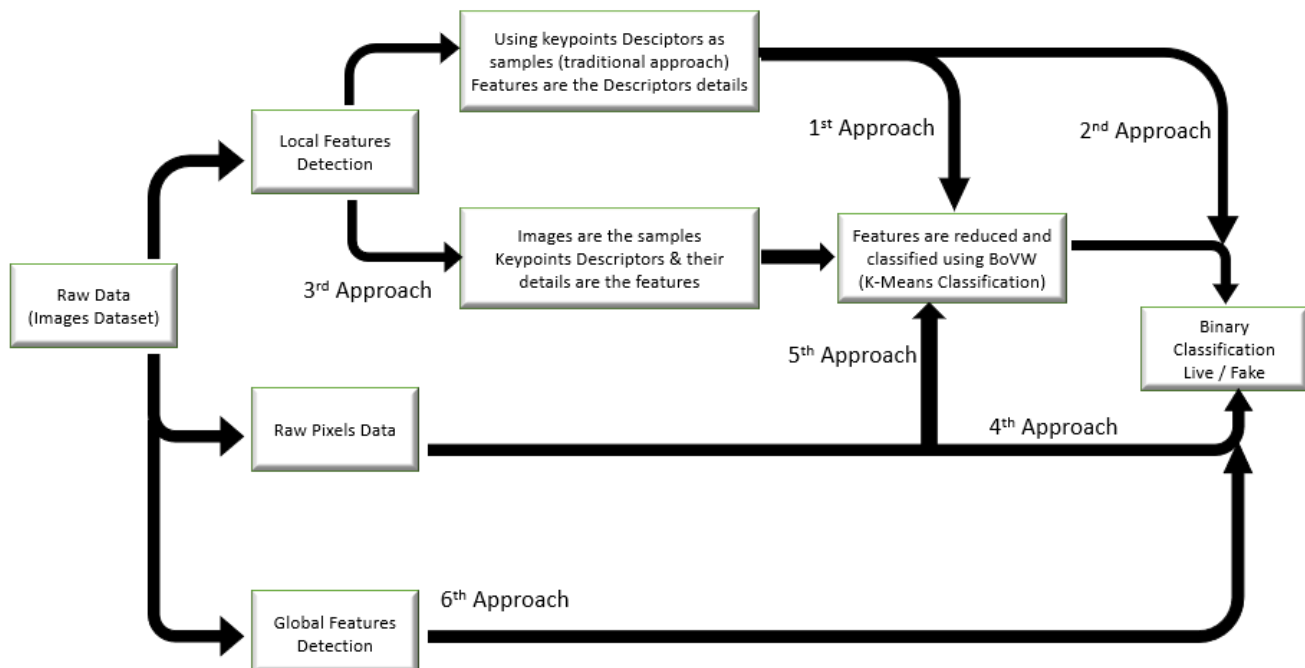 Using keypoints Desciptors as
samples (traditional approach)
Features are the Descriptors details
1st Approach
2nd Approach
Local Features
Detection
Images are the samples
Keypoints Descriptors & their
details are the features
Features are reduced and
classified using BoVW
(K-Means Classification)
3rd Approach
Raw Data
(Images Dataset)
Binary
Classification
Live / Fake
5th Approach
Raw Pixels Data
4th Approach
6th Approach
Global Features
Detection